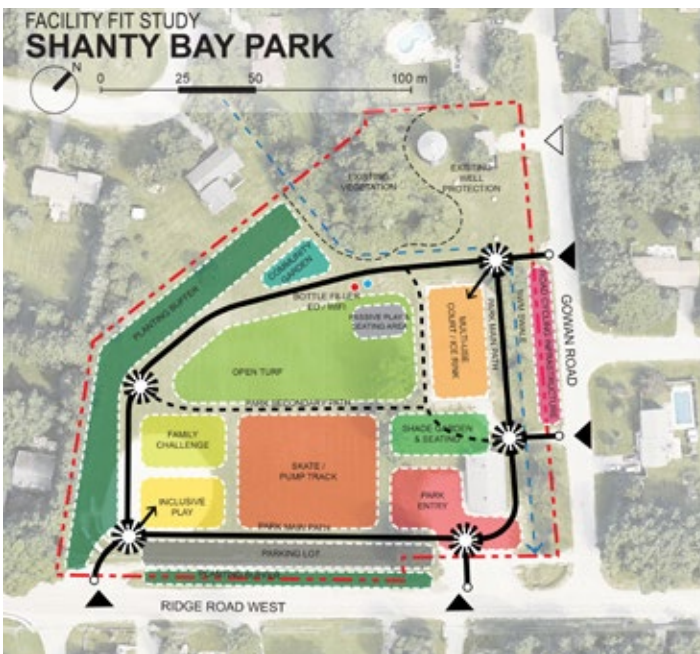 FACILITY FIT STUDY
SHANTY BAY PARK
N
0 25 50 100 m
EXISTING
VEGETATION
EXISTING
WELL
PROTECTION
COMMUNITY
GARDEN
PLANTING BUFFER
BOTTLE FILLER
PASSIVE PLAY &
SEATING AREA
MULTI-USE
COURT / ICE RINK
PARK MAIN PATH
SWM SWALE
GOWAN ROAD
OPEN TURF
PARK SECONDARY PATH
FAMILY
CHALLENGE
SHADE GARDEN
& SEATING
SKATE /
PUMP TRACK
INCLUSIVE
PLAY
PARK
ENTRY
PARK MAIN PATH
PARKING LOT
RIDGE ROAD WEST